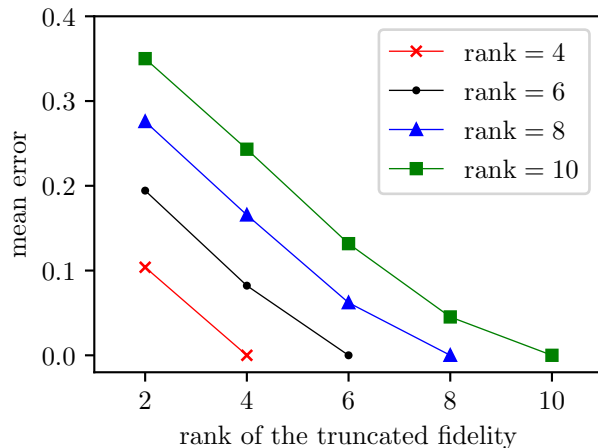 0.4
0.3
0.2
0.1
0.0
mean error
2 4 6 8 10
rank of the truncated fidelity
rank = 4
rank = 6
rank = 8
rank = 10